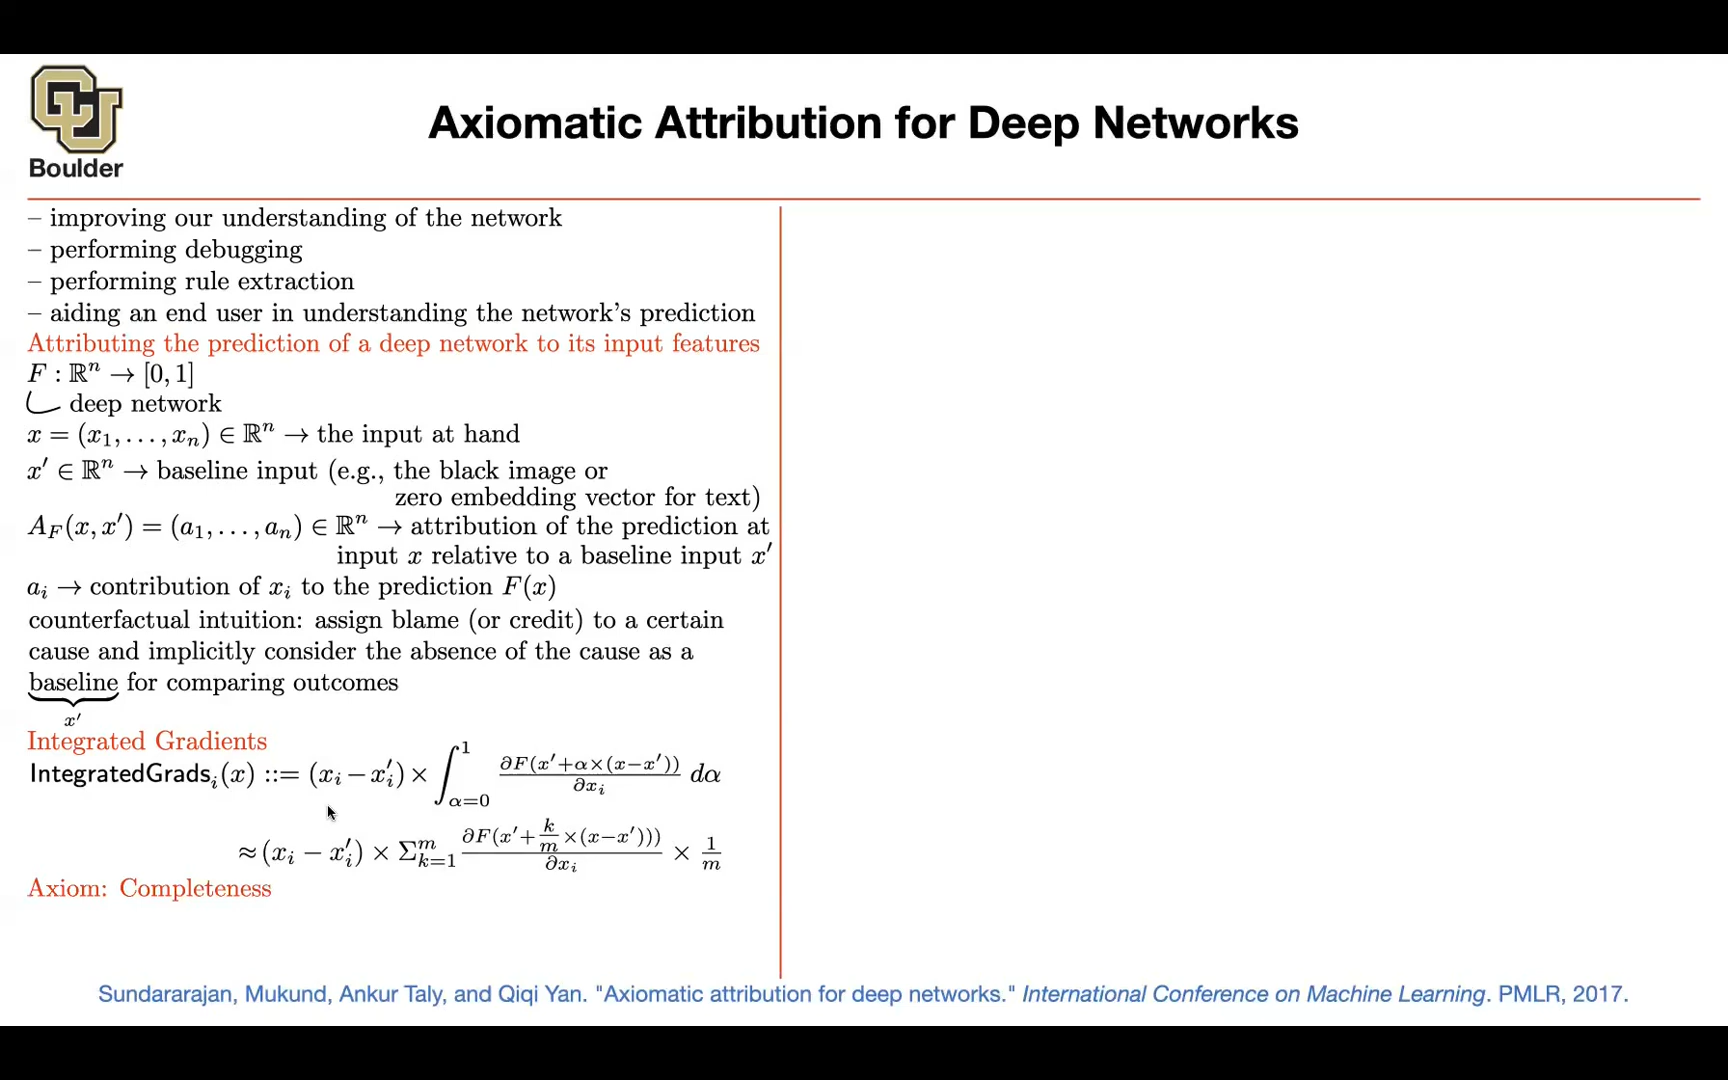 CU
Boulder
Axiomatic Attribution for Deep Networks
– improving our understanding of the network
– performing debugging
– performing rule extraction
– aiding an end user in understanding the network's prediction
Attributing the prediction of a deep network to its input features
F : ℝⁿ → [0, 1]
deep network
x = (x₁, . . . , xₙ) ∈ ℝⁿ → the input at hand
x′ ∈ ℝⁿ → baseline input (e.g., the black image or
zero embedding vector for text)
A_F(x, x′) = (a₁, . . . , aₙ) ∈ ℝⁿ → attribution of the prediction at
input x relative to a baseline input x′
aᵢ → contribution of xᵢ to the prediction F(x)
counterfactual intuition: assign blame (or credit) to a certain
cause and implicitly consider the absence of the cause as a
baseline for comparing outcomes
x′
Integrated Gradients
IntegratedGradsᵢ(x) ::= (xᵢ − x′ᵢ) × ∫_{α=0}^{1} ∂F(x′+α×(x−x′))/∂xᵢ dα
≈ (xᵢ − x′ᵢ) × Σ_{k=1}^{m} ∂F(x′+k/m×(x−x′)))/∂xᵢ × 1/m
Axiom: Completeness
Sundararajan, Mukund, Ankur Taly, and Qiqi Yan. "Axiomatic attribution for deep networks." International Conference on Machine Learning. PMLR, 2017.